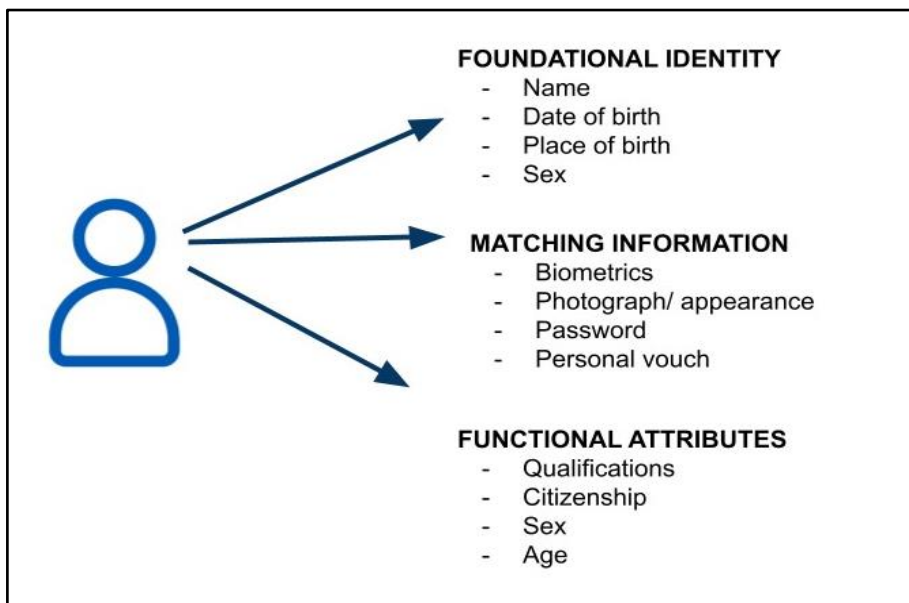 FOUNDATIONAL IDENTITY
- Name
- Date of birth
- Place of birth
- Sex
MATCHING INFORMATION
- Biometrics
- Photograph/ appearance
- Password
- Personal vouch
FUNCTIONAL ATTRIBUTES
- Qualifications
- Citizenship
- Sex
- Age